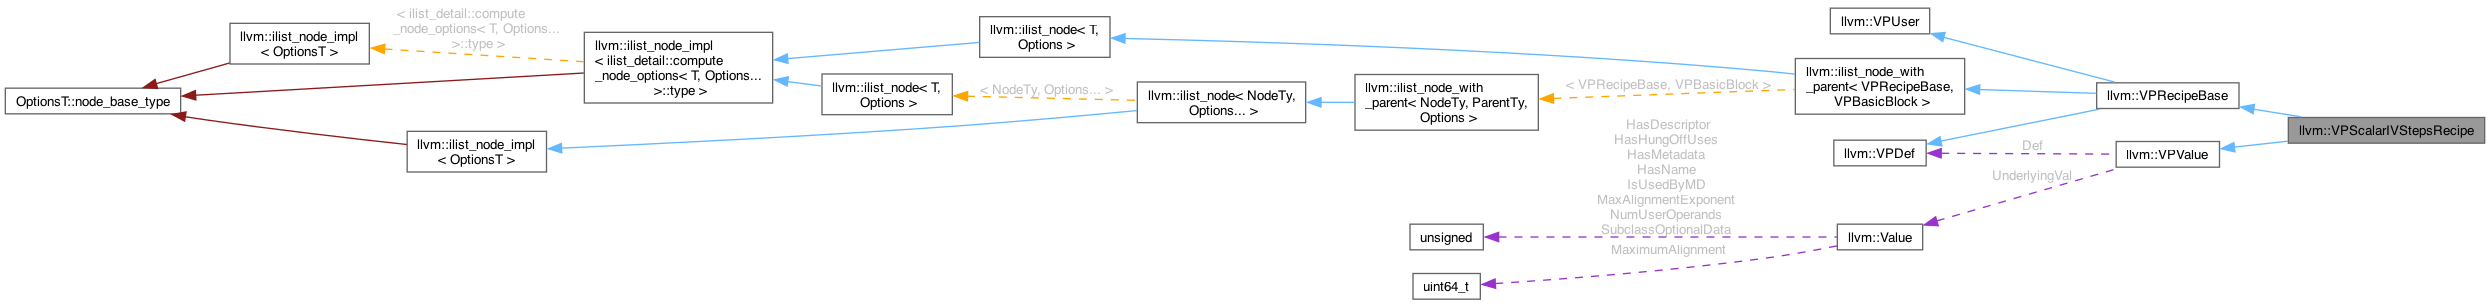 OptionsT::node_base_type
llvm::ilist_node_impl
< OptionsT >
< ilist_detail::compute
_node_options< T, Options...
>::type >
llvm::ilist_node_impl
< OptionsT >
llvm::ilist_node_impl
< ilist_detail::compute
_node_options< T, Options...
>::type >
llvm::ilist_node< T,
Options >
llvm::ilist_node< T,
Options >
< NodeTy, Options... >
llvm::ilist_node< NodeTy,
Options... >
llvm::ilist_node_with
_parent< NodeTy, ParentTy,
Options >
< VPRecipeBase, VPBasicBlock >
llvm::ilist_node_with
_parent< VPRecipeBase,
VPBasicBlock >
llvm::VPUser
llvm::VPRecipeBase
llvm::VPScalarIVStepsRecipe
llvm::VPDef
Def
llvm::VPValue
UnderlyingVal
HasDescriptor
HasHungOffUses
HasMetadata
HasName
IsUsedByMD
MaxAlignmentExponent
NumUserOperands
SubclassOptionalData
unsigned
llvm::Value
MaximumAlignment
uint64_t